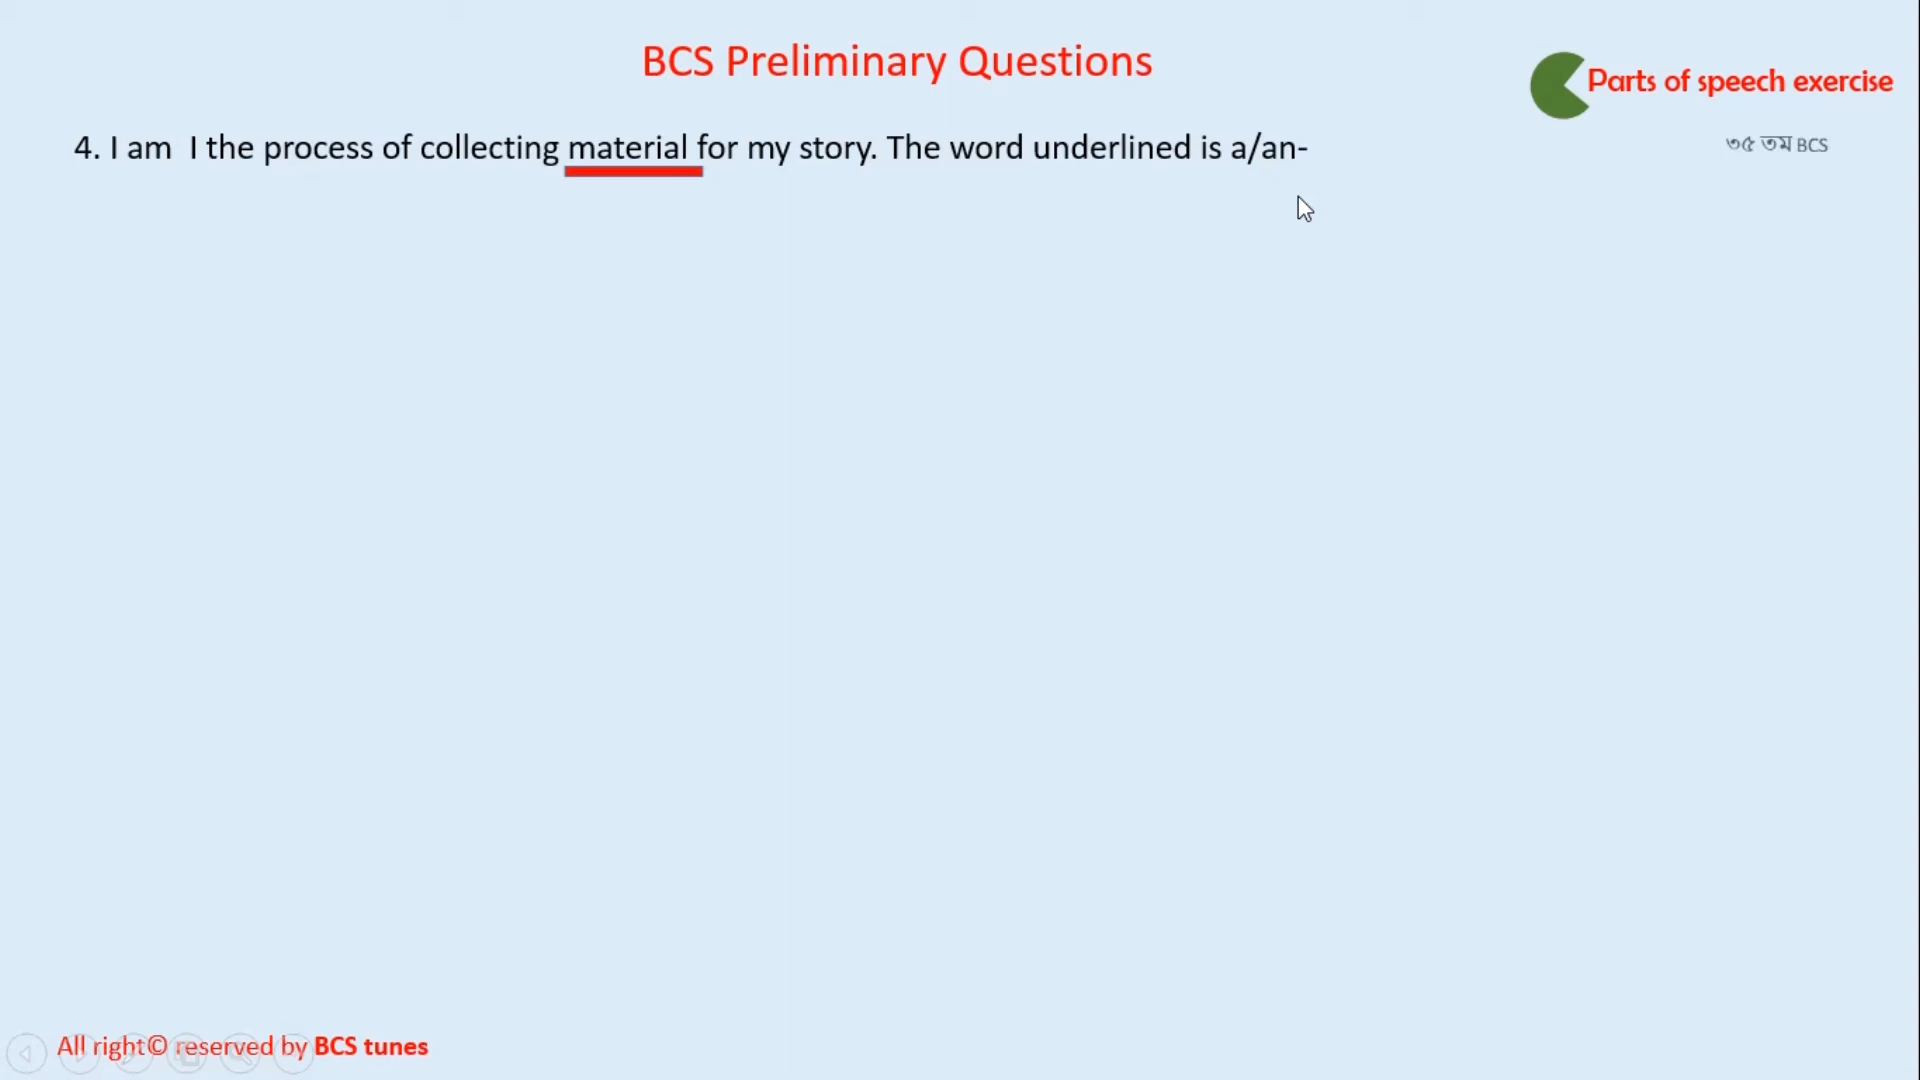 BCS Preliminary Questions
Parts of speech exercise
4. I am I the process of collecting material for my story. The word underlined is a/an-
৩৫ তম BCS
All right© reserved by BCS tunes